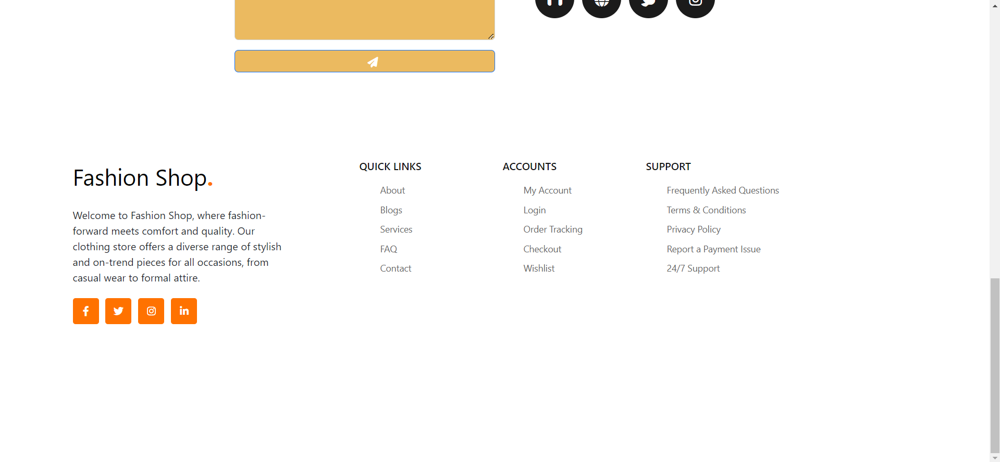 Fashion Shop.
Welcome to Fashion Shop, where fashion-
forward meets comfort and quality. Our
clothing store offers a diverse range of stylish
and on-trend pieces for all occasions, from
casual wear to formal attire.
QUICK LINKS
About
Blogs
Services
FAQ
Contact
ACCOUNTS
My Account
Login
Order Tracking
Checkout
Wishlist
SUPPORT
Frequently Asked Questions
Terms & Conditions
Privacy Policy
Report a Payment Issue
24/7 Support